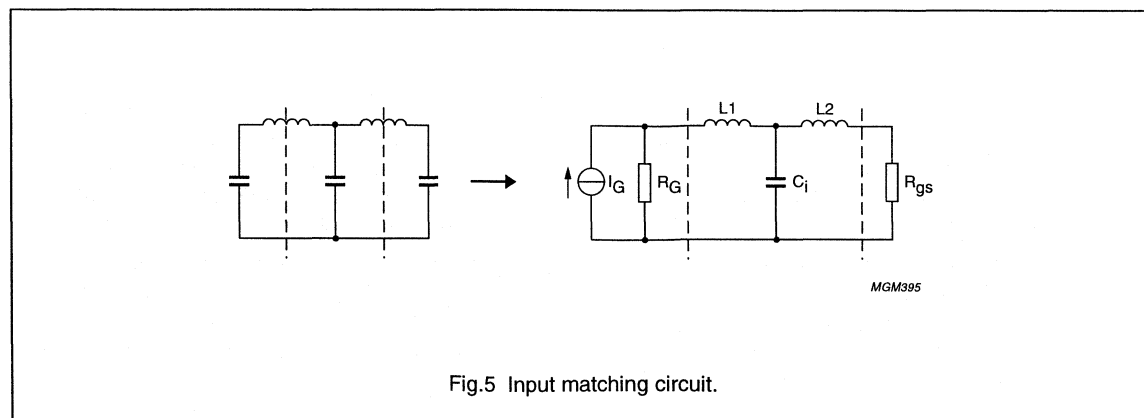 L1
L2
I_G
R_G
C_i
R_gs
MGM395
Fig.5 Input matching circuit.